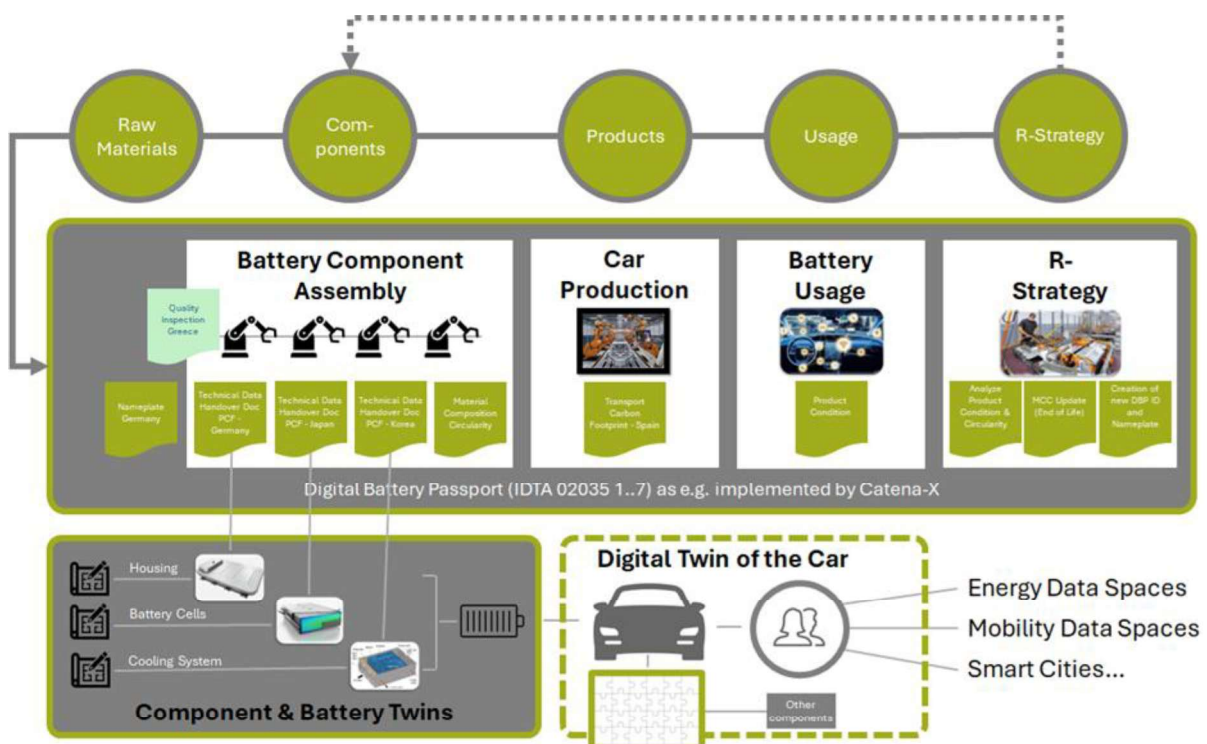 Raw
Materials
Com-
ponents
Products
Usage
R-Strategy
Battery Component
Assembly
Car
Production
Battery
Usage
R-
Strategy
Quality
Inspection
Greece
Nameplate
Germany
Technical Data
Handover Doc
PCF -
Germany
Technical Data
Handover Doc
PCF - Japan
Technical Data
Handover Doc
PCF - Korea
Material
Composition
Circularity
Transport
Carbon
Footprint - Spain
Product
Condition
Analyze
Product
Condition &
Circularity
MCC Update
(End of Life)
Creation of
new DBP ID
and
Nameplate
Digital Battery Passport (IDTA 02035 1..7) as e.g. implemented by Catena-X
Housing
Battery Cells
Cooling System
Component & Battery Twins
Digital Twin of the Car
Other
components
Energy Data Spaces
Mobility Data Spaces
Smart Cities...